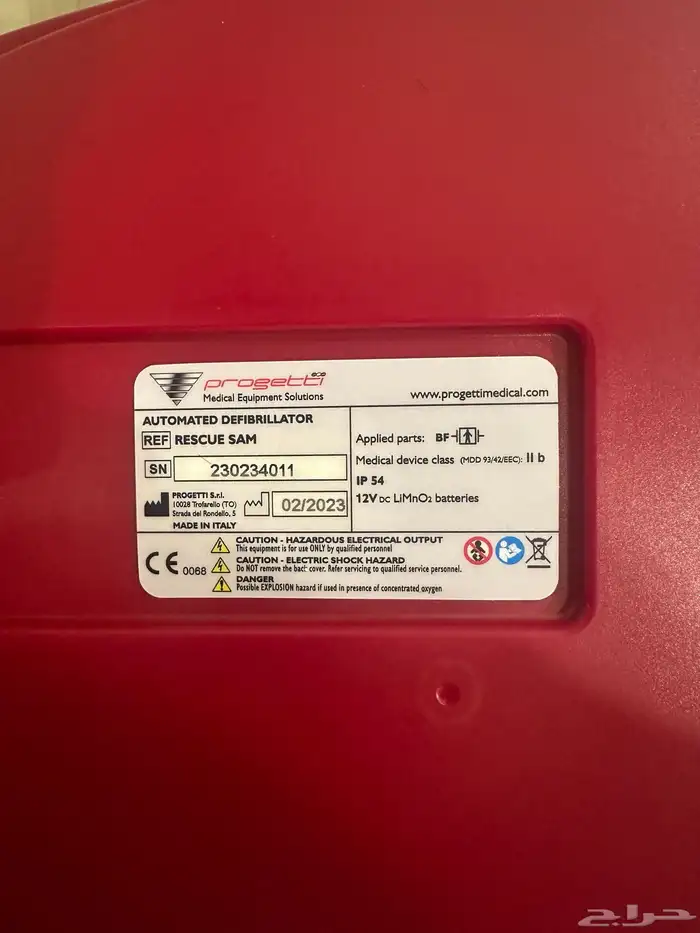 progetti
Medical Equipment Solutions
www.progettimedical.com
AUTOMATED DEFIBRILLATOR
REF RESCUE SAM
SN 230234011
PROGETTI S.r.l.
10028 Trofarello (TO)
Strada del Rondello, 5
02/2023
MADE IN ITALY
Applied parts: BF
Medical device class (MDD 93/42/EEC): II b
IP 54
12V DC LiMnO2 batteries
CE 0068
CAUTION - HAZARDOUS ELECTRICAL OUTPUT
This equipment is for use ONLY by qualified personnel
CAUTION - ELECTRIC SHOCK HAZARD
Do NOT remove the back cover. Refer servicing to qualified service personnel.
DANGER
Possible EXPLOSION hazard if used in presence of concentrated oxygen
حراج